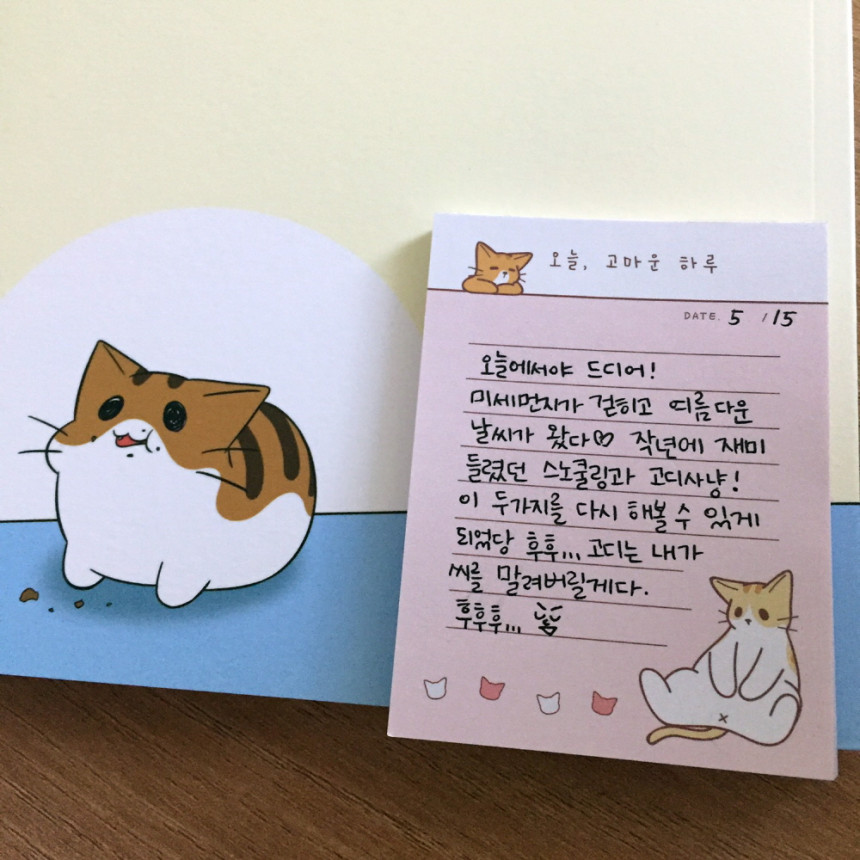 오늘, 고마운 하루
DATE. 5 / 15
오늘에서야 드디어!
미세먼지가 걷히고 여름다운
날씨가 왔다♡ 작년에 재미
들렸던 스노쿨링과 고디사냥!
이 두가지를 다시 해볼 수 있게
되었당 후후... 고디는 내가
씨를 말려버릴게다.
후후후...